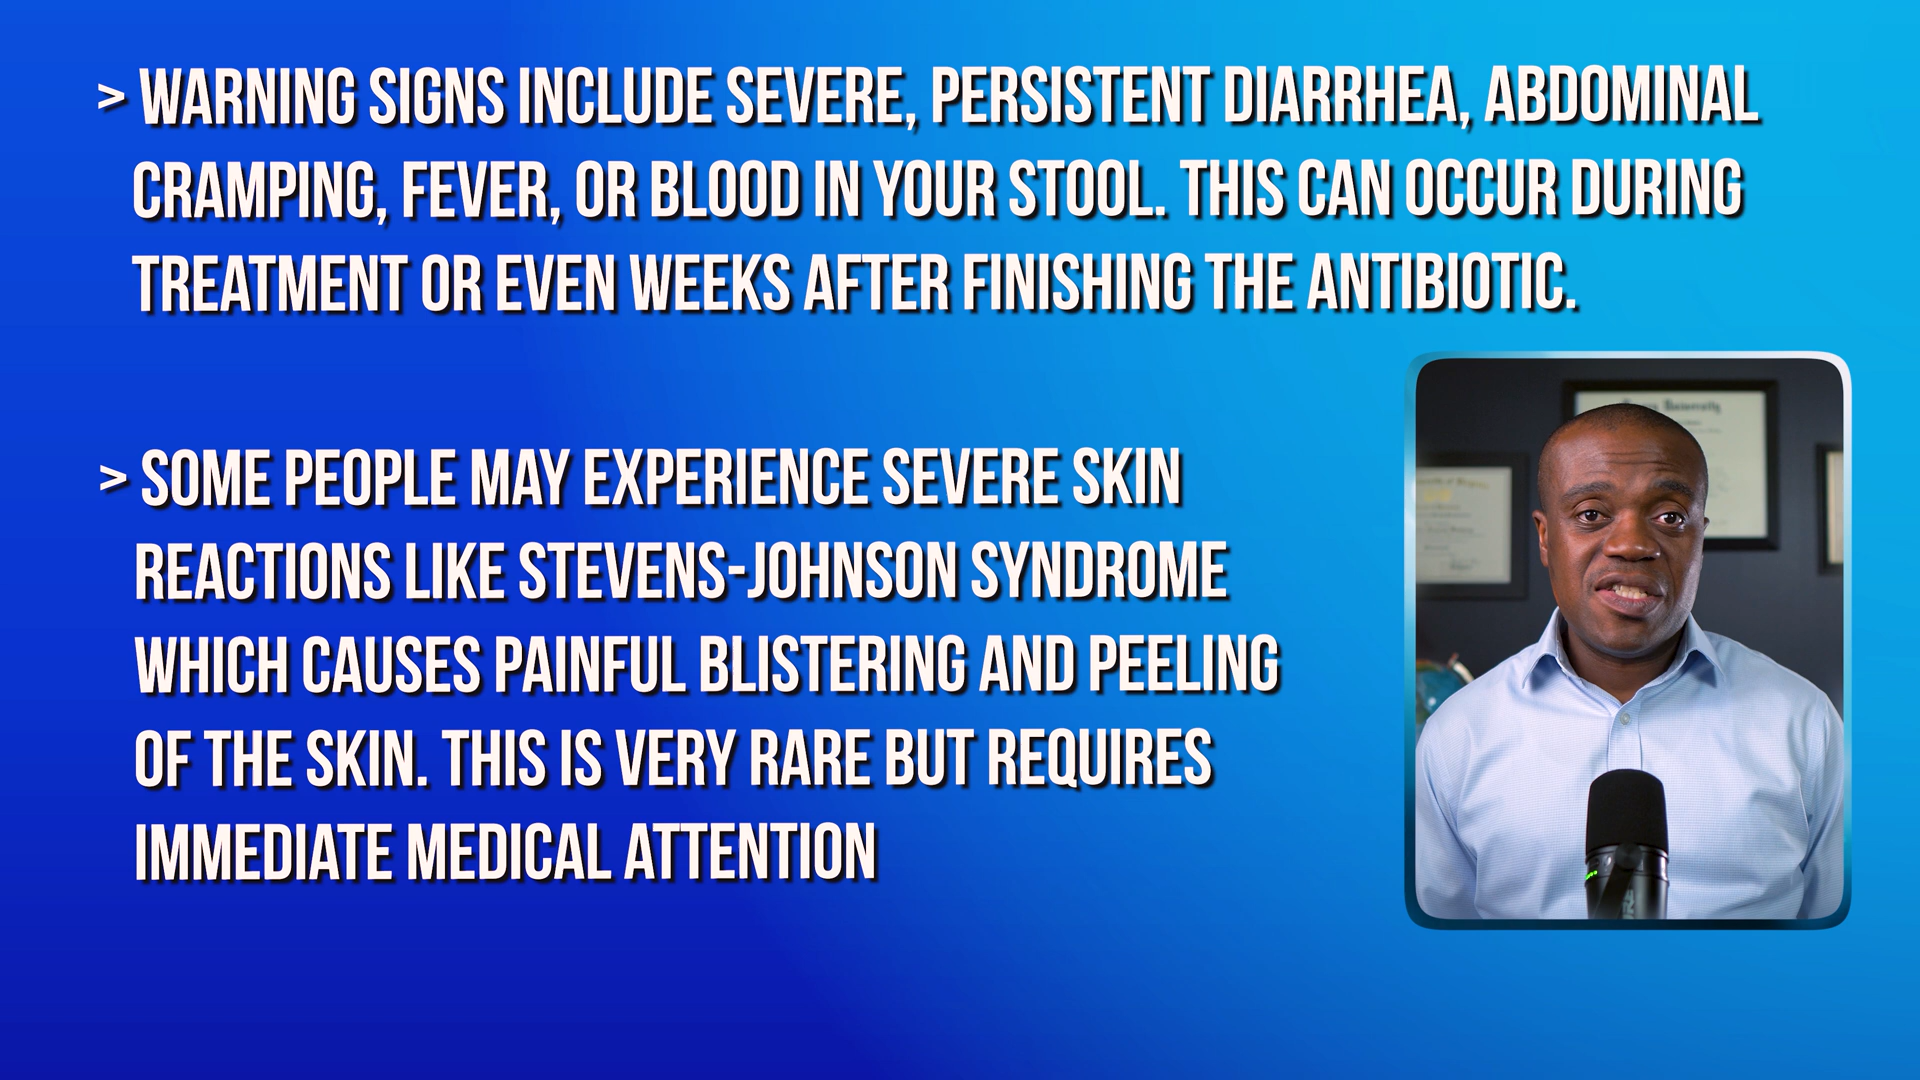 > WARNING SIGNS INCLUDE SEVERE, PERSISTENT DIARRHEA, ABDOMINAL
CRAMPING, FEVER, OR BLOOD IN YOUR STOOL. THIS CAN OCCUR DURING
TREATMENT OR EVEN WEEKS AFTER FINISHING THE ANTIBIOTIC.
> SOME PEOPLE MAY EXPERIENCE SEVERE SKIN
REACTIONS LIKE STEVENS-JOHNSON SYNDROME
WHICH CAUSES PAINFUL BLISTERING AND PEELING
OF THE SKIN. THIS IS VERY RARE BUT REQUIRES
IMMEDIATE MEDICAL ATTENTION
University